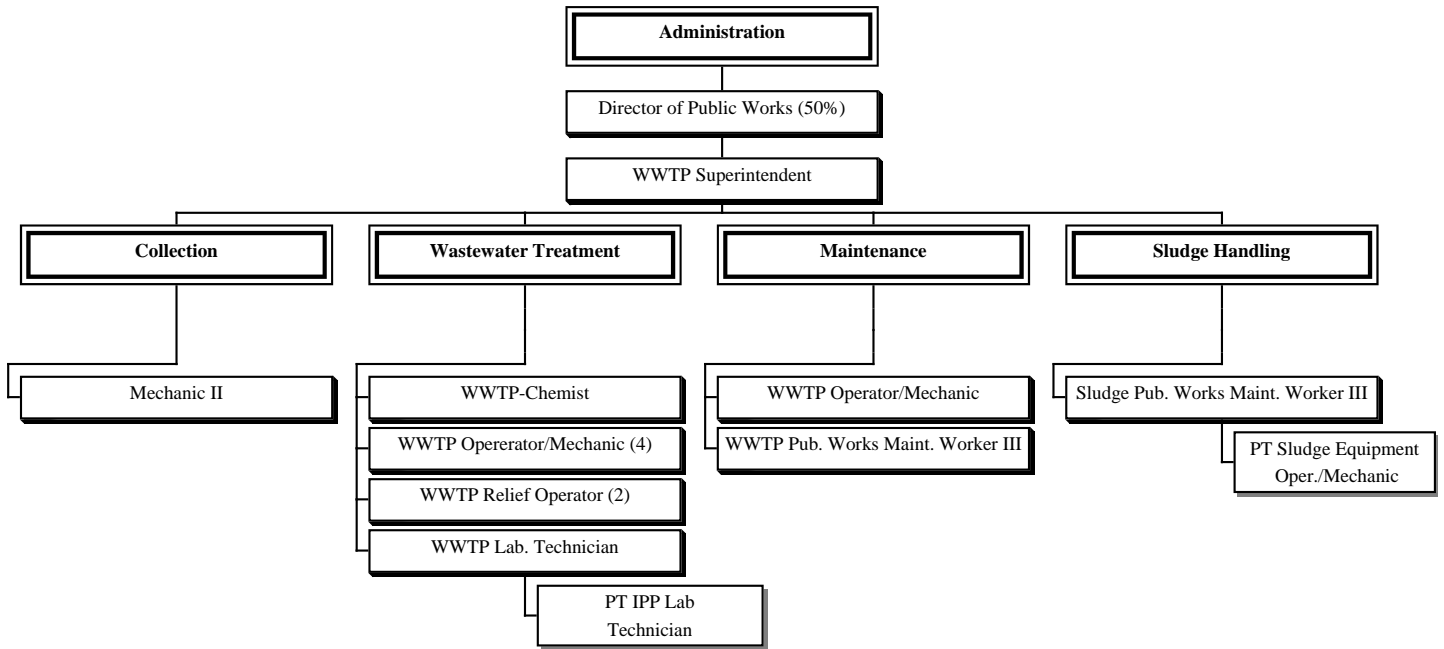 Administration
Director of Public Works (50%)
WWTP Superintendent
Collection
Wastewater Treatment
Maintenance
Sludge Handling
Mechanic II
WWTP-Chemist
WWTP Operator/Mechanic
Sludge Pub. Works Maint. Worker III
WWTP Opererator/Mechanic (4)
WWTP Pub. Works Maint. Worker III
PT Sludge Equipment
Oper./Mechanic
WWTP Relief Operator (2)
WWTP Lab. Technician
PT IPP Lab
Technician